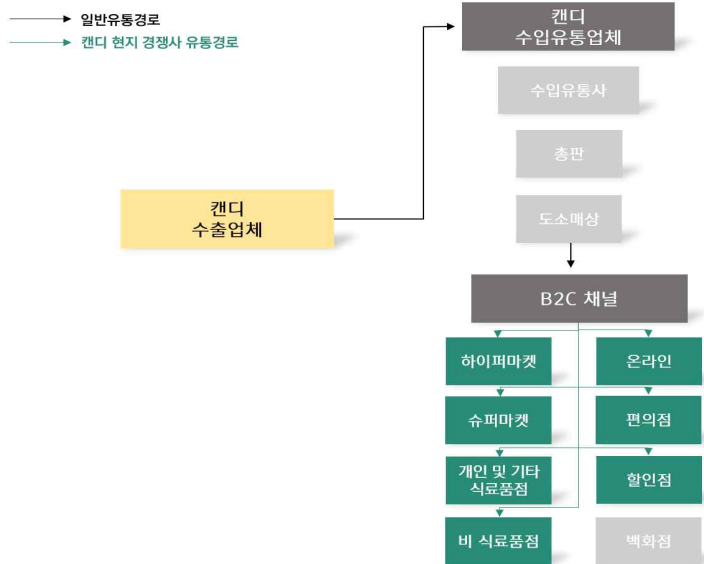 일반유통경로
캔디 현지 경쟁사 유통경로
캔디
수입유통업체
수입유통사
총판
캔디
수출업체
도소매상
B2C 채널
하이퍼마켓
온라인
슈퍼마켓
편의점
개인 및 기타
식료품점
할인점
비 식료품점
백화점